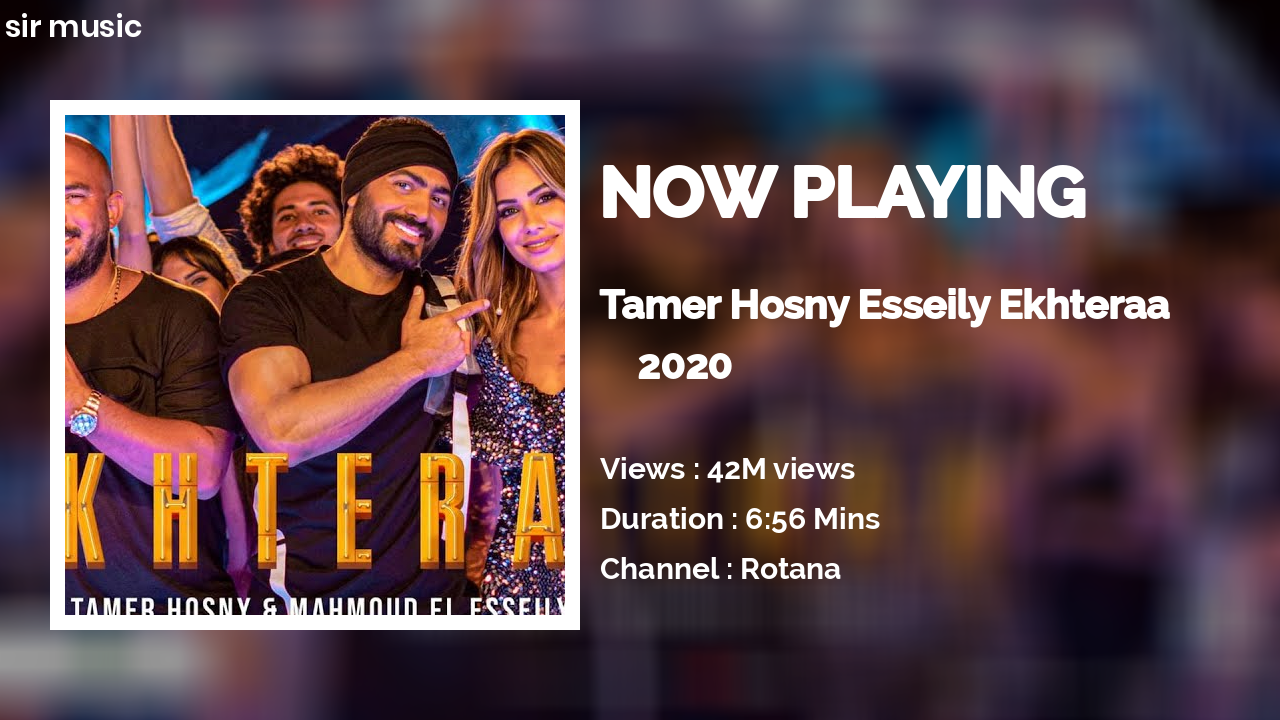 sir music
NOW PLAYING
Tamer Hosny Esseily Ekhteraa
2020
Views : 42M views
Duration : 6:56 Mins
Channel : Rotana
KHTERA
TAMER HOSNY & MAHMOUD EL ESSEILY